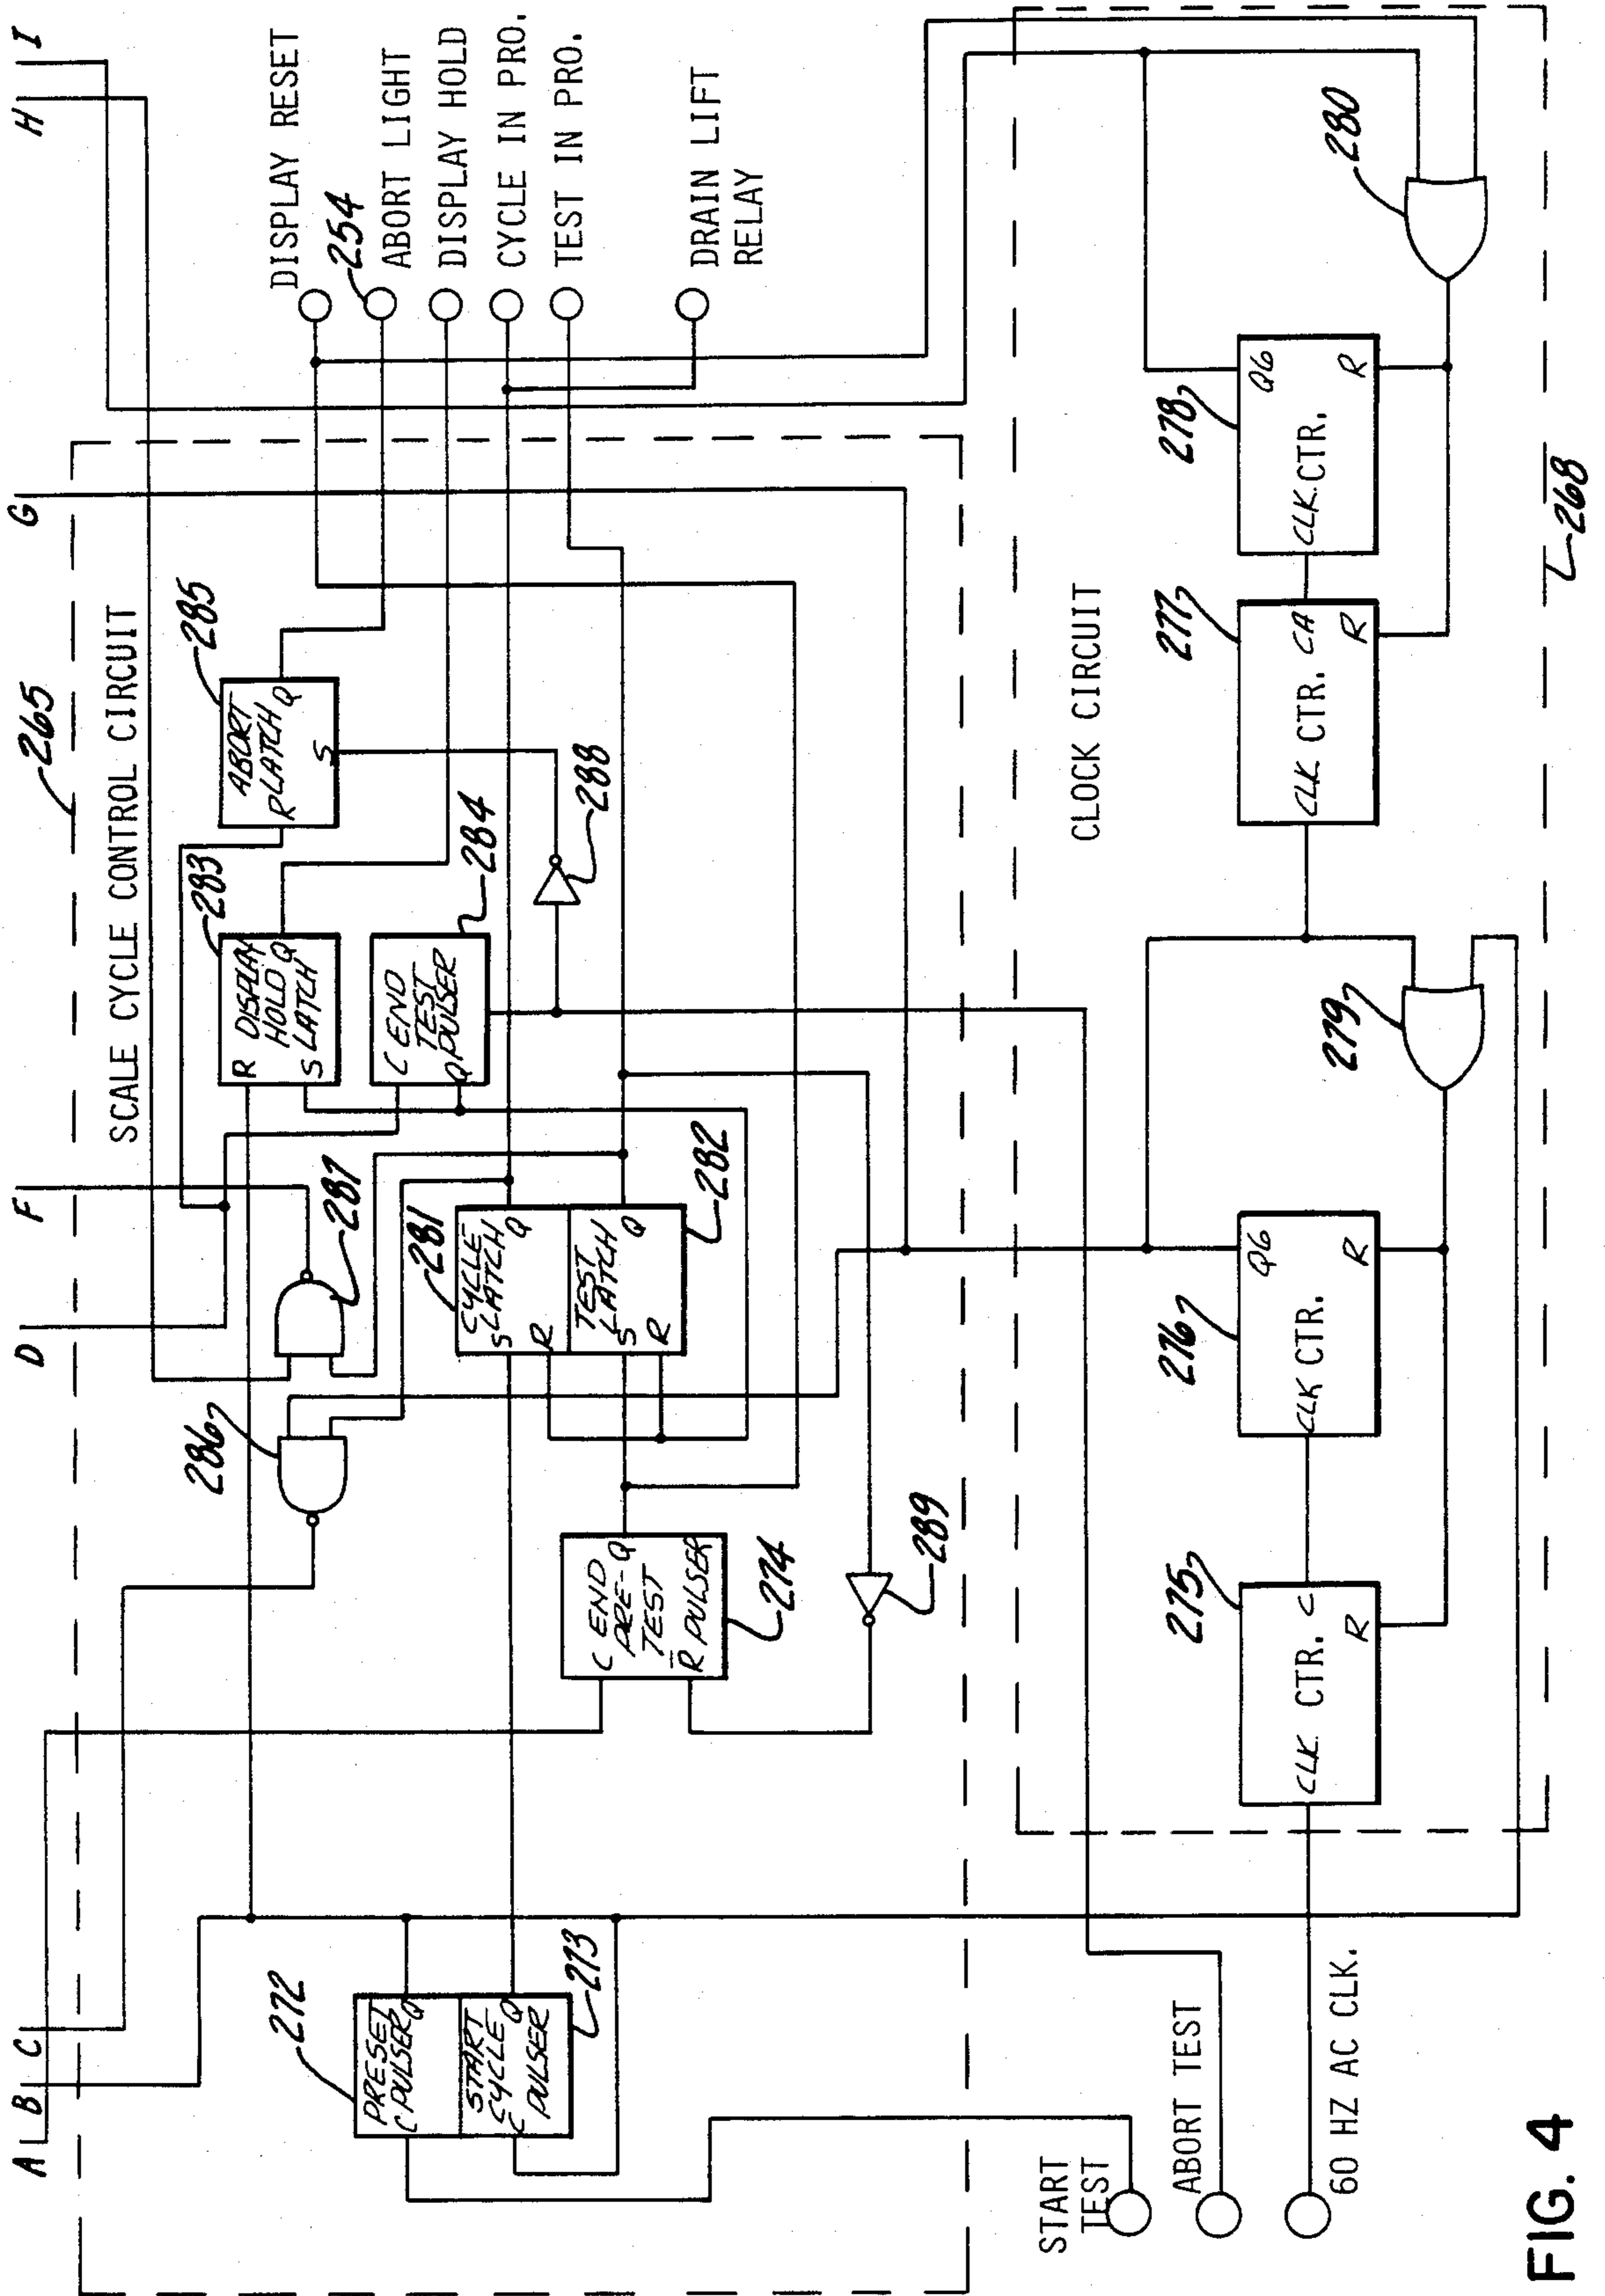 A
B
C
D
F
G
H
I
265
SCALE CYCLE CONTROL CIRCUIT
272
PRESET
C PULSER Q
START
CYCLE Q
C PULSER
273
286
287
283
R DISPLAY
HOLD Q
S LATCH
285
ABORT
R LATCH Q
S
284
C END
TEST
Q PULSER
288
281
CYCLE
S LATCH Q
R
TEST
LATCH Q
S
R
282
C END
PRE- Q
TEST
R PULSER
274
289
DISPLAY RESET
254
ABORT LIGHT
DISPLAY HOLD
CYCLE IN PRO.
TEST IN PRO.
DRAIN LIFT
RELAY
START
TEST
ABORT TEST
60 HZ AC CLK.
CLOCK CIRCUIT
275
CLK CTR. C
R
276
Q6
CLK CTR.
R
279
277
CLK CTR. CA
R
278
Q6
CLK CTR.
R
280
268
FIG. 4